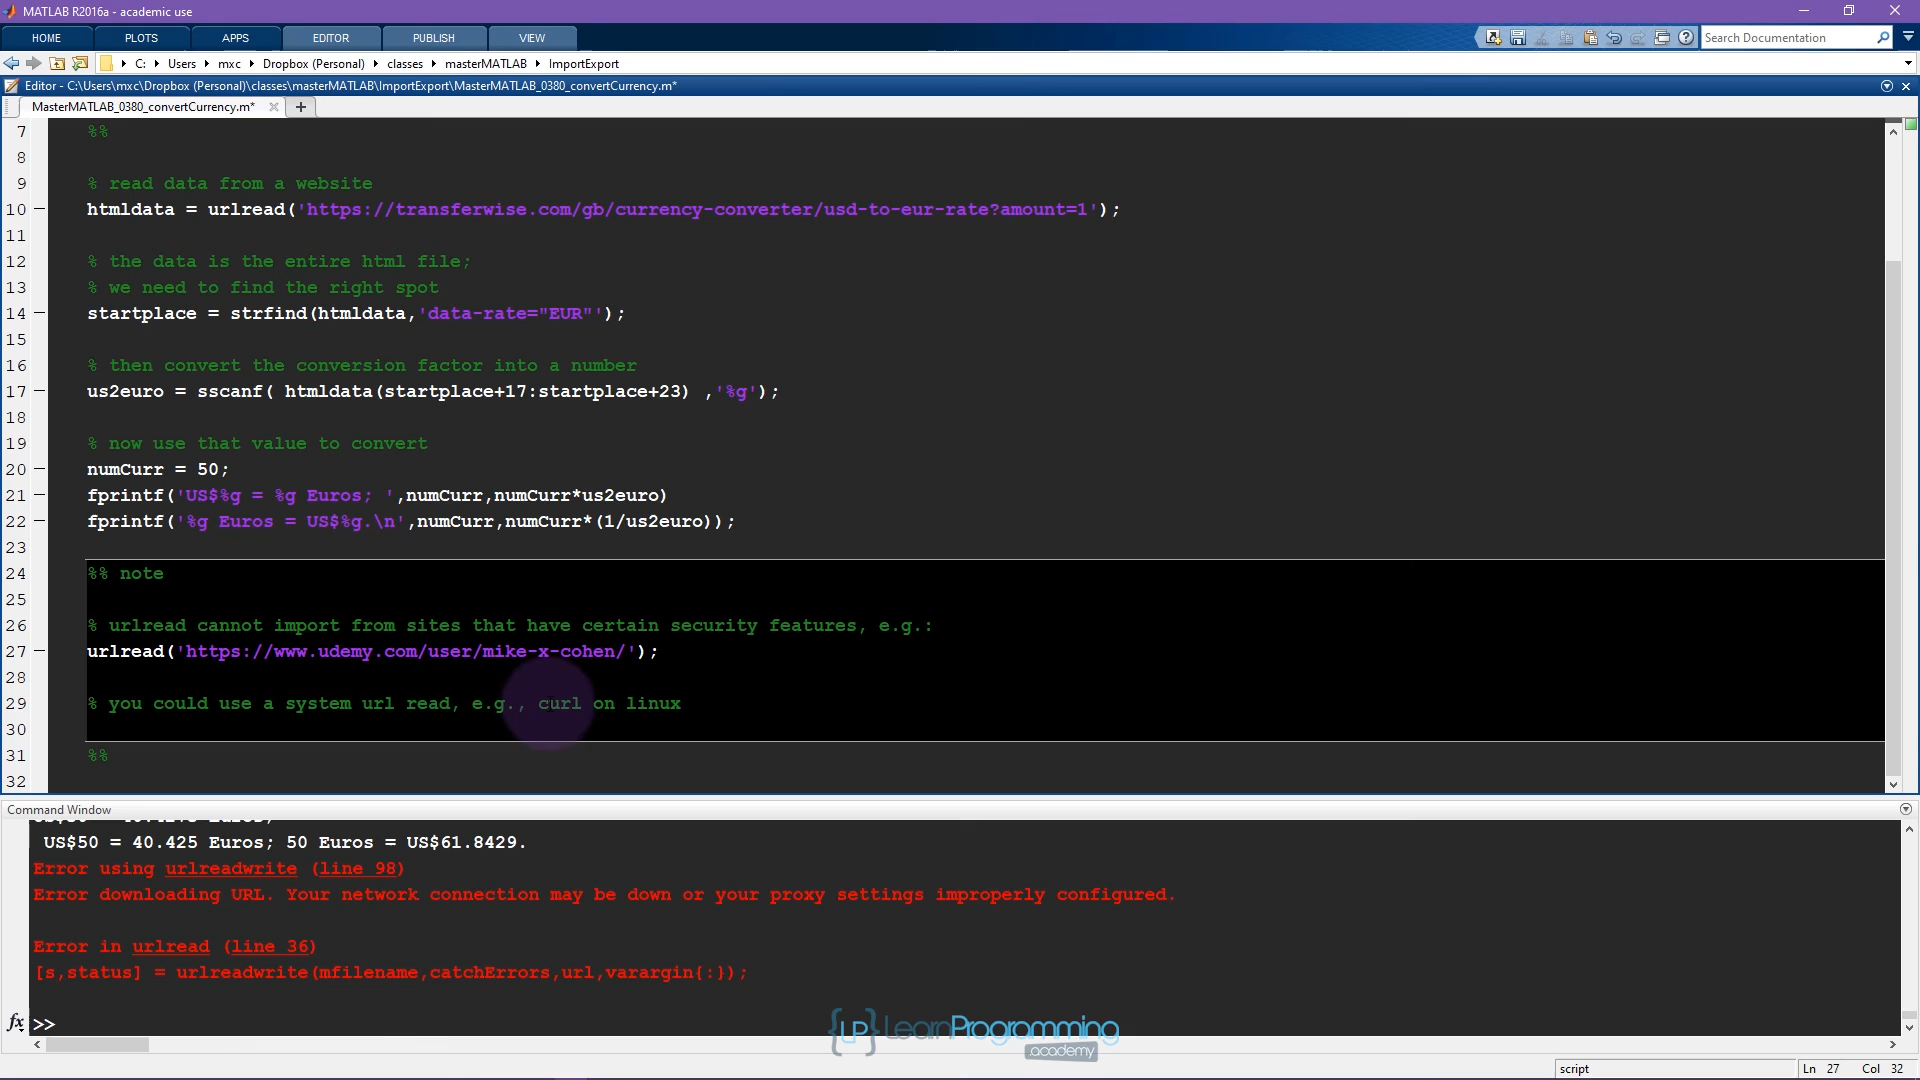 MATLAB R2016a - academic use
HOME PLOTS APPS EDITOR PUBLISH VIEW Search Documentation
C: Users mxc Dropbox (Personal) classes masterMATLAB ImportExport
Editor - C:\Users\mxc\Dropbox (Personal)\classes\masterMATLAB\ImportExport\MasterMATLAB_0380_convertCurrency.m*
MasterMATLAB_0380_convertCurrency.m*
7 %%
8
9 % read data from a website
10 htmldata = urlread('https://transferwise.com/gb/currency-converter/usd-to-eur-rate?amount=1');
11
12 % the data is the entire html file;
13 % we need to find the right spot
14 startplace = strfind(htmldata,'data-rate="EUR"');
15
16 % then convert the conversion factor into a number
17 us2euro = sscanf( htmldata(startplace+17:startplace+23) ,'%g');
18
19 % now use that value to convert
20 numCurr = 50;
21 fprintf('US$%g = %g Euros; ',numCurr,numCurr*us2euro)
22 fprintf('%g Euros = US$%g.\n',numCurr,numCurr*(1/us2euro));
23
24 %% note
25
26 % urlread cannot import from sites that have certain security features, e.g.:
27 urlread('https://www.udemy.com/user/mike-x-cohen/');
28
29 % you could use a system url read, e.g., curl on linux
30
31 %%
32
Command Window
US$50 = 40.425 Euros; 50 Euros = US$61.8429.
Error using urlreadwrite (line 98)
Error downloading URL. Your network connection may be down or your proxy settings improperly configured.
Error in urlread (line 36)
[s,status] = urlreadwrite(mfilename,catchErrors,url,varargin{:});
fx >>
{LP} LearnProgramming
.academy
script Ln 27 Col 32